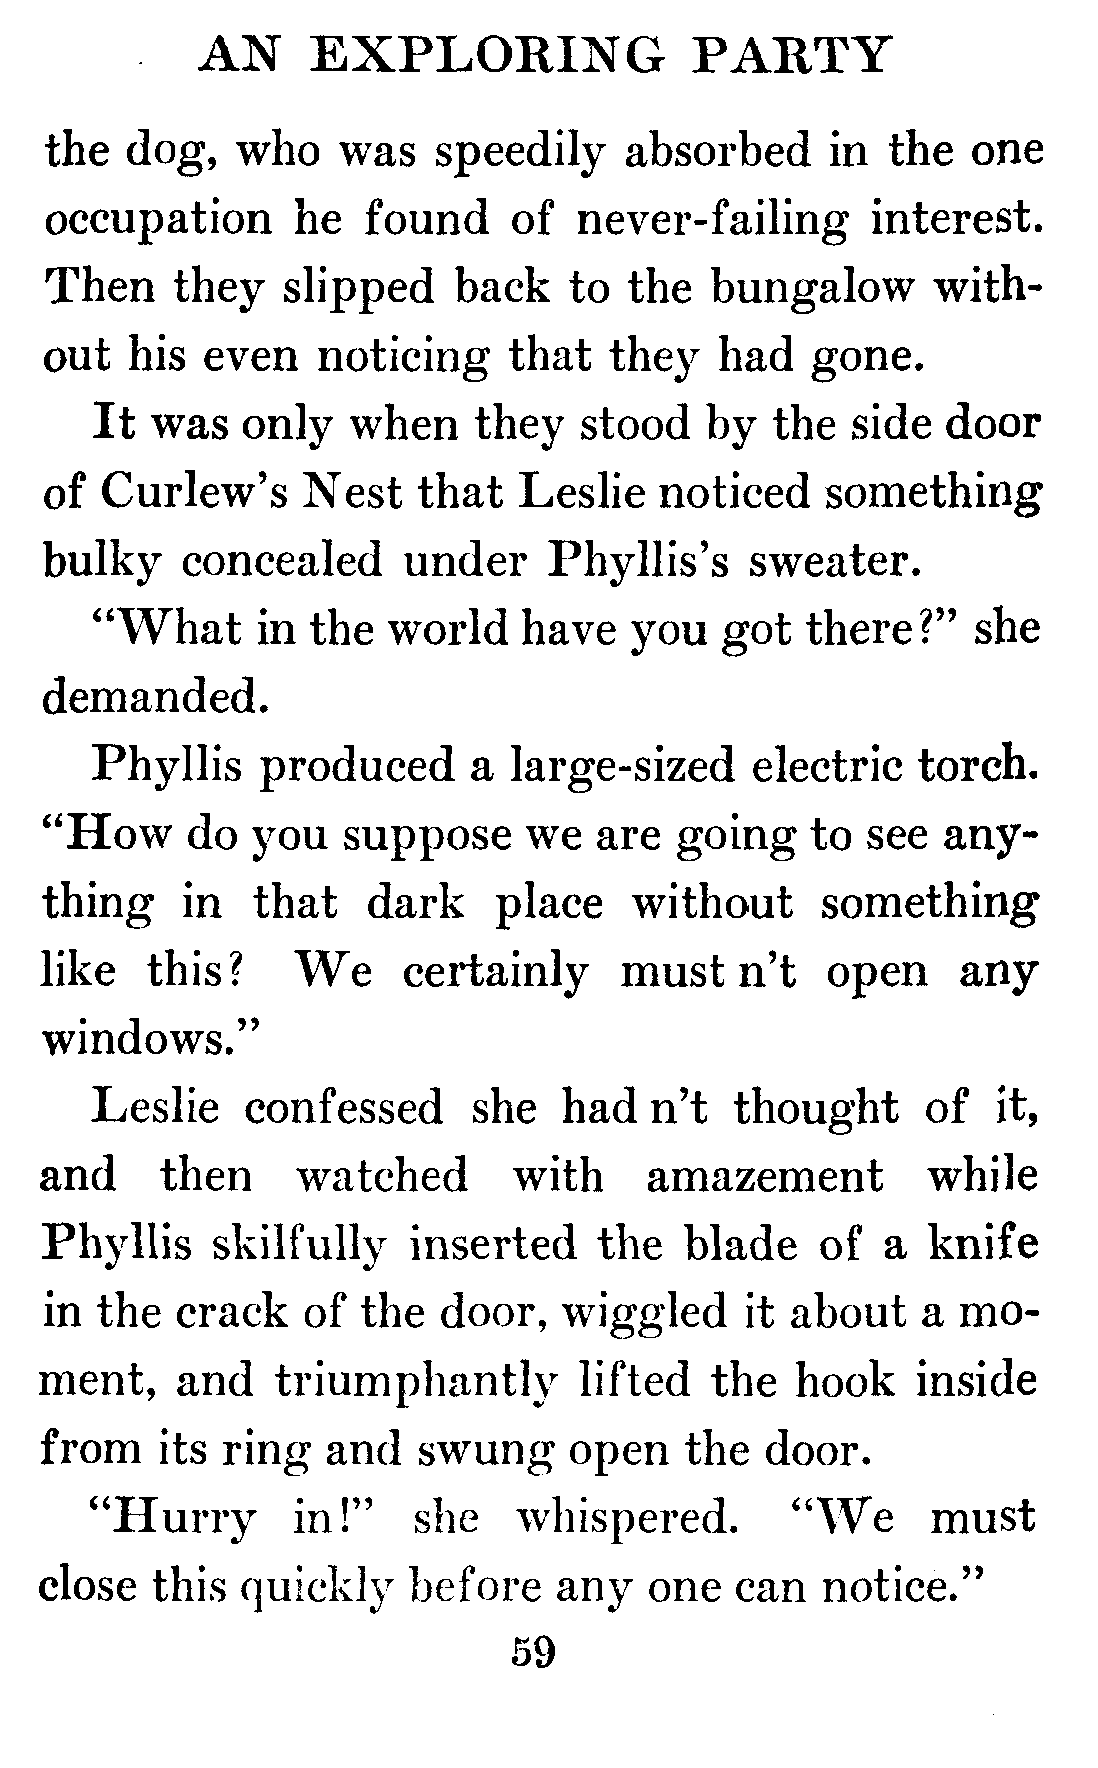 AN EXPLORING PARTY
the dog, who was speedily absorbed in the one
occupation he found of never-failing interest.
Then they slipped back to the bungalow with-
out his even noticing that they had gone.
It was only when they stood by the side door
of Curlew's Nest that Leslie noticed something
bulky concealed under Phyllis's sweater.
“What in the world have you got there?” she
demanded.
Phyllis produced a large-sized electric torch.
“How do you suppose we are going to see any-
thing in that dark place without something
like this? We certainly must n't open any
windows.”
Leslie confessed she had n't thought of it,
and then watched with amazement while
Phyllis skilfully inserted the blade of a knife
in the crack of the door, wiggled it about a mo-
ment, and triumphantly lifted the hook inside
from its ring and swung open the door.
“Hurry in!” she whispered. “We must
close this quickly before any one can notice.”
59